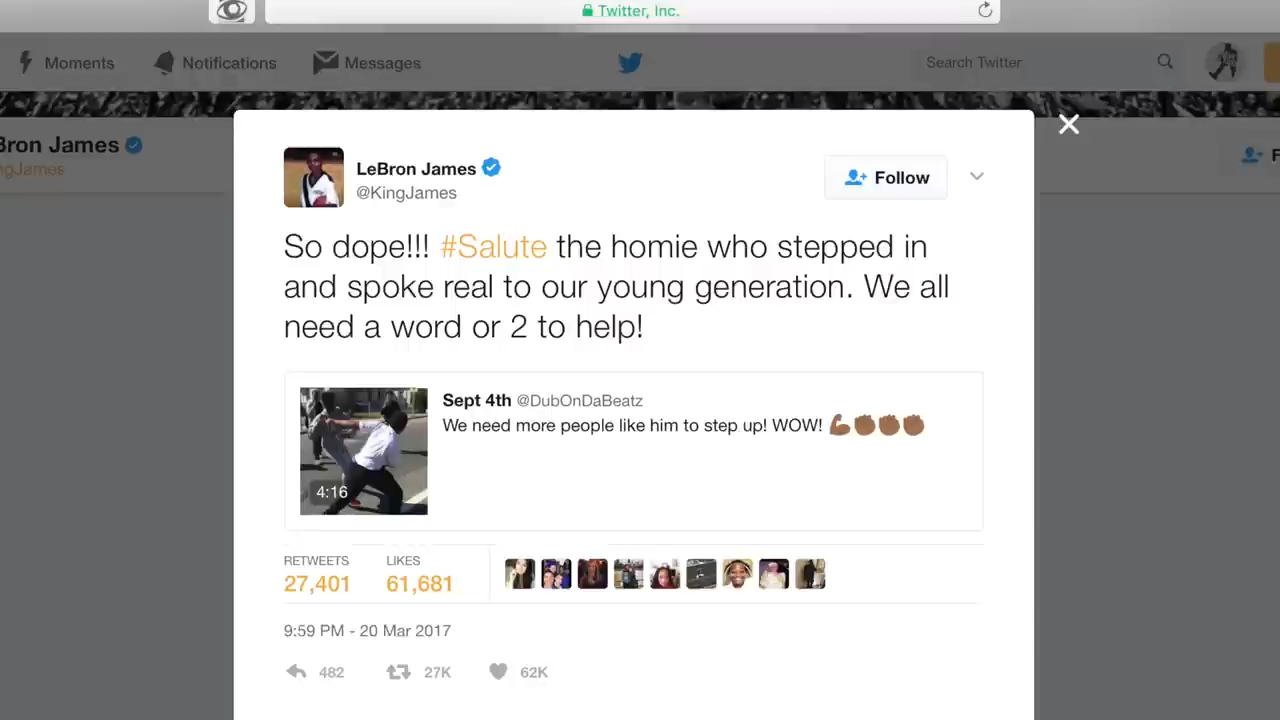 Twitter, Inc.
Moments
Notifications
Messages
Search Twitter
Bron James
ngJames
F
LeBron James
@KingJames
Follow
So dope!!! #Salute the homie who stepped in
and spoke real to our young generation. We all
need a word or 2 to help!
Sept 4th @DubOnDaBeatz
We need more people like him to step up! WOW! 💪🏾✊🏾✊🏾✊🏾
4:16
RETWEETS LIKES
27,401 61,681
9:59 PM - 20 Mar 2017
482 27K 62K